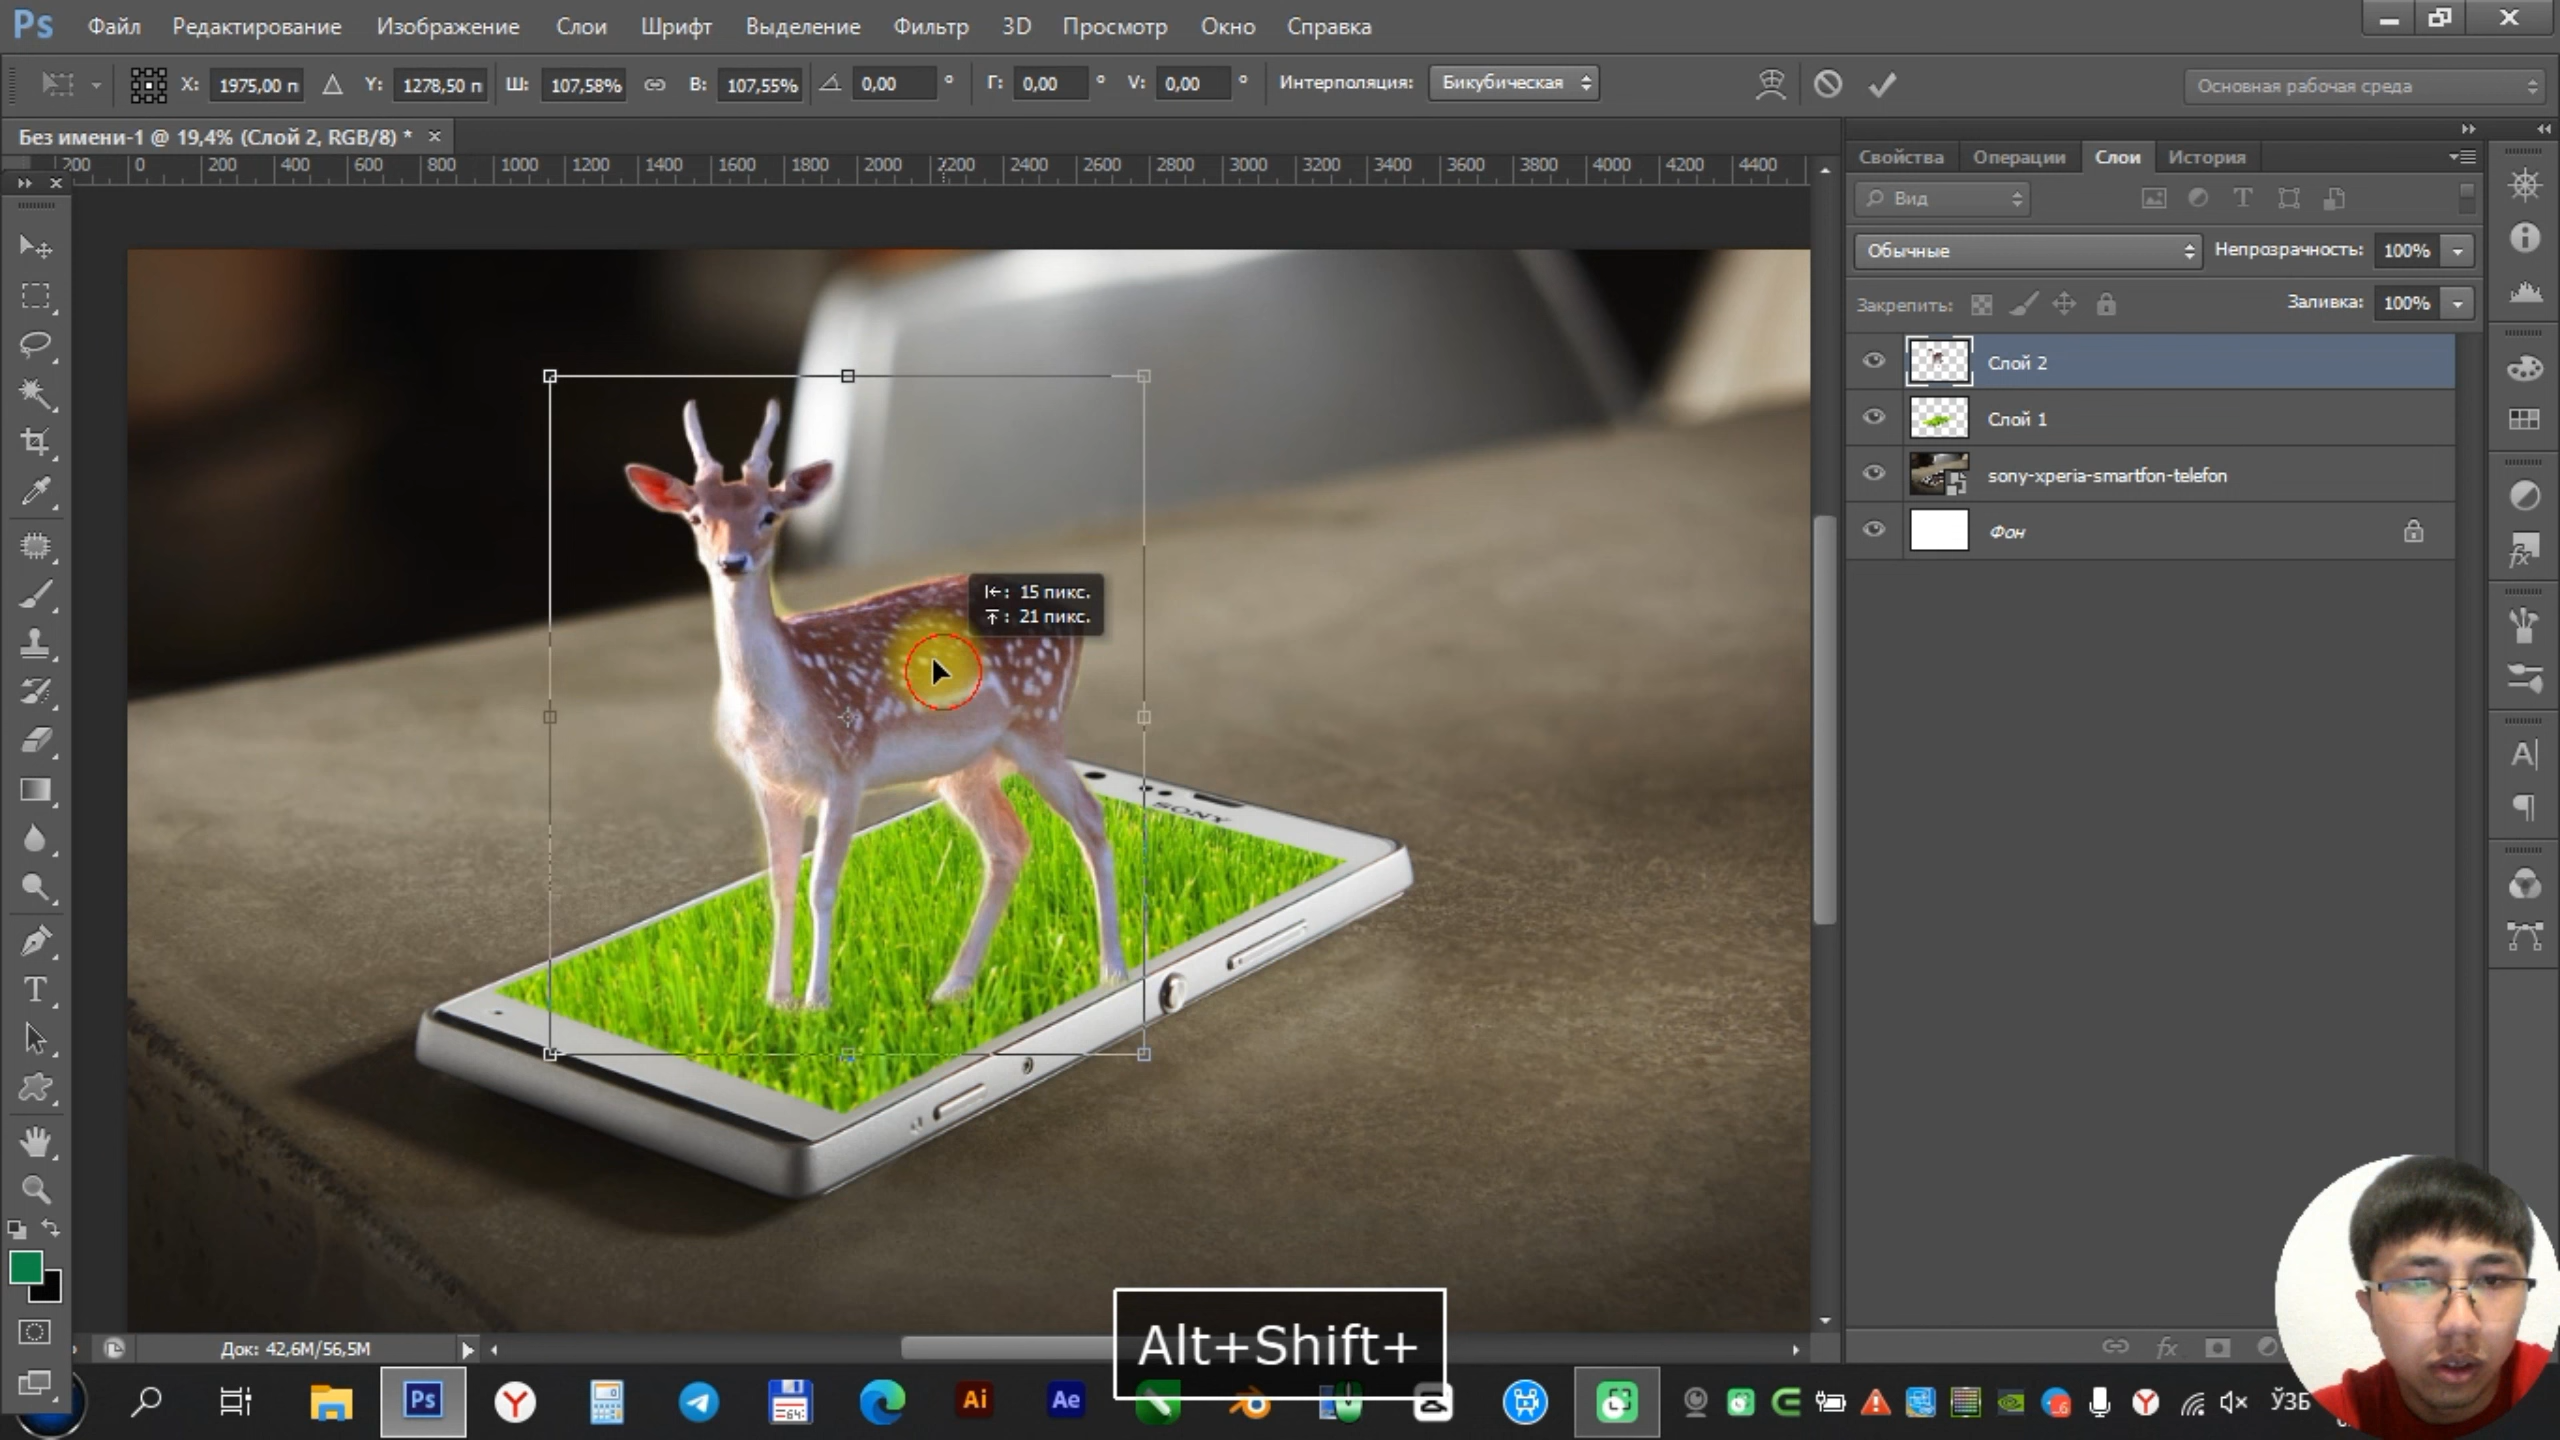 Ps Файл Редактирование Изображение Слои Шрифт Выделение Фильтр 3D Просмотр Окно Справка
X: 1975,00 п Y: 1278,50 п Ш: 107,58% В: 107,55% 0,00 ° Г: 0,00 ° V: 0,00 ° Интерполяция: Бикубическая Основная рабочая среда
Без имени-1 @ 19,4% (Слой 2, RGB/8) * ×
200 0 200 400 600 800 1000 1200 1400 1600 1800 2000 2200 2400 2600 2800 3000 3200 3400 3600 3800 4000 4200 4400
Свойства Операции Слои История
Вид
Обычные Непрозрачность: 100%
Закрепить: Заливка: 100%
Слой 2
Слой 1
sony-xperia-smartfon-telefon
Фон
15 пикс.
21 пикс.
SONY
Док: 42,6M/56,5M
Alt+Shift+
Ps Ai Ae
ЎЗБ